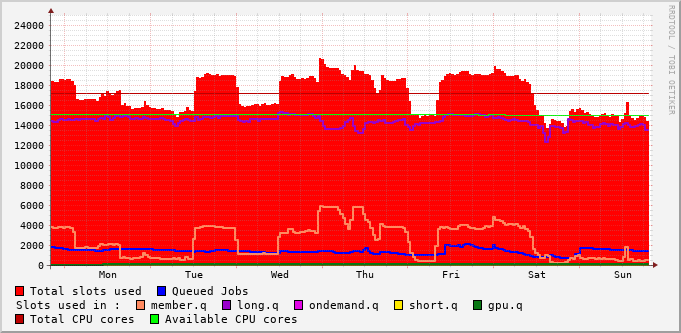 24000
22000
20000
18000
16000
14000
12000
10000
8000
6000
4000
2000
0
Mon Tue Wed Thu Fri Sat Sun
RRDTOOL / TOBI OETIKER
Total slots used Queued Jobs
Slots used in : member.q long.q ondemand.q short.q gpu.q
Total CPU cores Available CPU cores